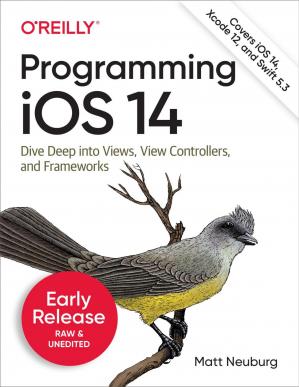 O'REILLY®
Covers iOS 14,
Xcode 12, and Swift 5.3
Programming
iOS 14
Dive Deep into Views, View Controllers,
and Frameworks
Early
Release
RAW &
UNEDITED
Matt Neuburg